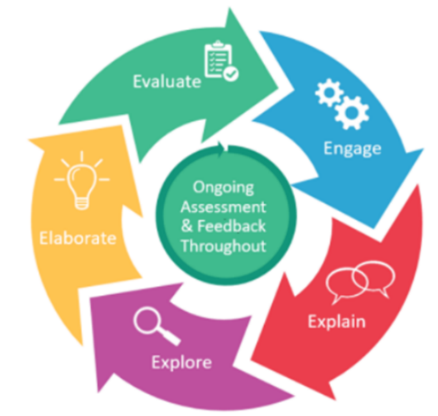 Evaluate
Engage
Explain
Explore
Elaborate
Ongoing
Assessment
& Feedback
Throughout